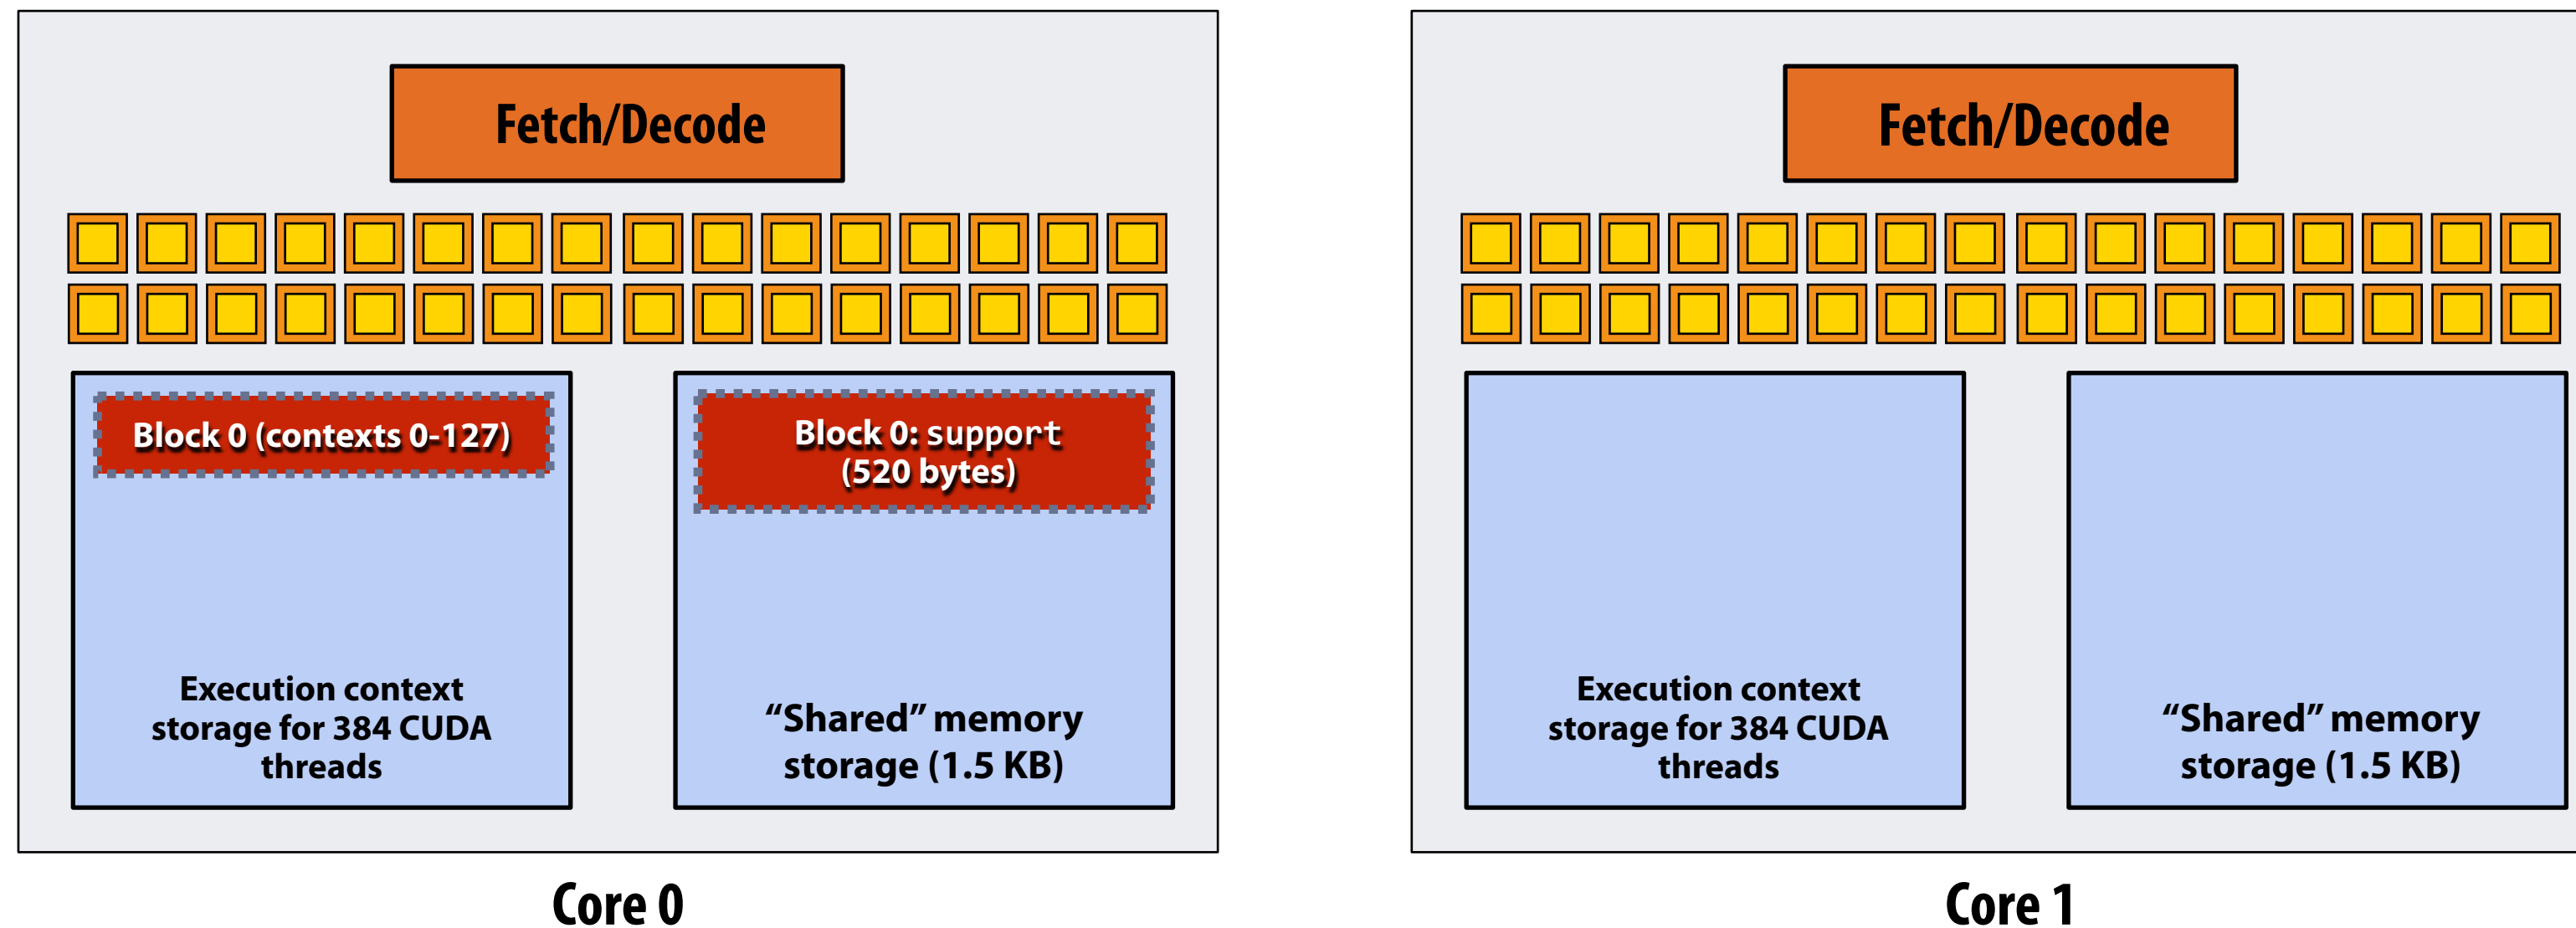 Fetch/Decode
Block 0 (contexts 0-127)
Execution context
storage for 384 CUDA
threads
Block 0: support
(520 bytes)
“Shared” memory
storage (1.5 KB)
Core 0
Fetch/Decode
Execution context
storage for 384 CUDA
threads
“Shared” memory
storage (1.5 KB)
Core 1